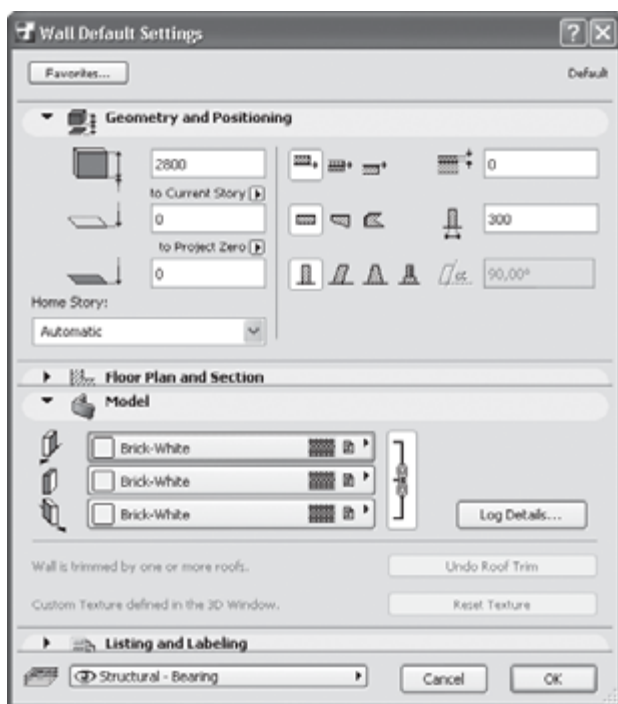 Wall Default Settings
Favorites...
Default
Geometry and Positioning
2800
0
to Current Story
0
300
to Project Zero
0
90,00°
Home Story:
Automatic
Floor Plan and Section
Model
Brick-White
Brick-White
Brick-White
Log Details...
Wall is trimmed by one or more roofs.
Undo Roof Trim
Custom Texture defined in the 3D Window.
Reset Texture
Listing and Labeling
Structural - Bearing
Cancel
OK